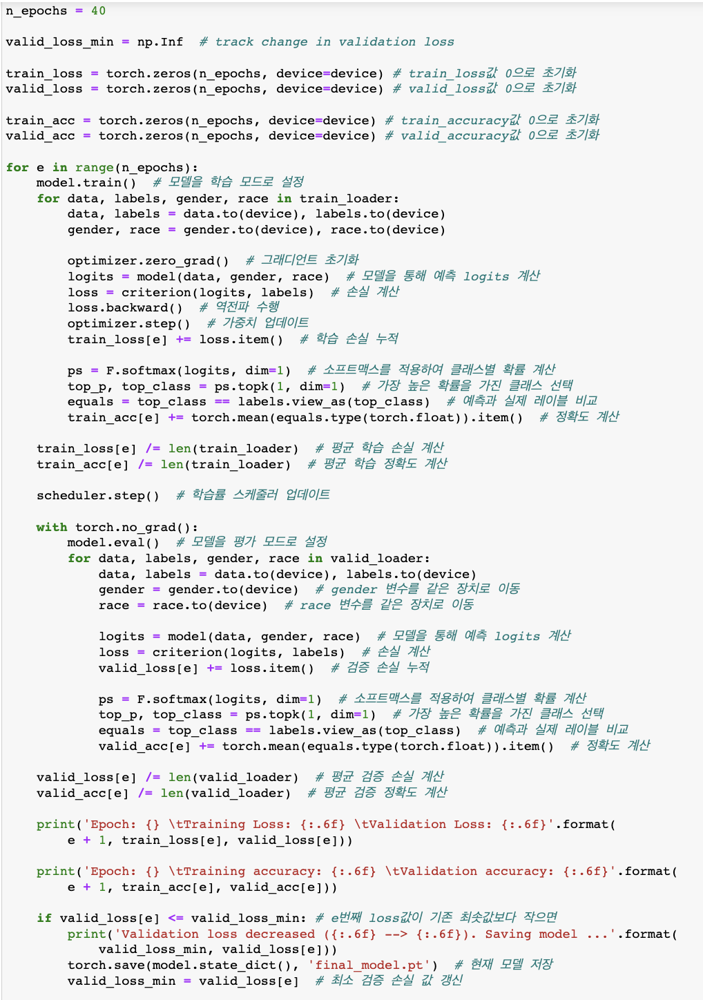 n_epochs = 40
valid_loss_min = np.Inf  # track change in validation loss
train_loss = torch.zeros(n_epochs, device=device) # train_loss값 0으로 초기화
valid_loss = torch.zeros(n_epochs, device=device) # valid_loss값 0으로 초기화
train_acc = torch.zeros(n_epochs, device=device) # train_accuracy값 0으로 초기화
valid_acc = torch.zeros(n_epochs, device=device) # valid_accuracy값 0으로 초기화
for e in range(n_epochs):
    model.train()  # 모델을 학습 모드로 설정
    for data, labels, gender, race in train_loader:
        data, labels = data.to(device), labels.to(device)
        gender, race = gender.to(device), race.to(device)
        optimizer.zero_grad()  # 그래디언트 초기화
        logits = model(data, gender, race)  # 모델을 통해 예측 logits 계산
        loss = criterion(logits, labels)  # 손실 계산
        loss.backward()  # 역전파 수행
        optimizer.step()  # 가중치 업데이트
        train_loss[e] += loss.item()  # 학습 손실 누적
        ps = F.softmax(logits, dim=1)  # 소프트맥스를 적용하여 클래스별 확률 계산
        top_p, top_class = ps.topk(1, dim=1)  # 가장 높은 확률을 가진 클래스 선택
        equals = top_class == labels.view_as(top_class)  # 예측과 실제 레이블 비교
        train_acc[e] += torch.mean(equals.type(torch.float)).item()  # 정확도 계산
    train_loss[e] /= len(train_loader)  # 평균 학습 손실 계산
    train_acc[e] /= len(train_loader)  # 평균 학습 정확도 계산
    scheduler.step()  # 학습률 스케줄러 업데이트
    with torch.no_grad():
        model.eval()  # 모델을 평가 모드로 설정
        for data, labels, gender, race in valid_loader:
            data, labels = data.to(device), labels.to(device)
            gender = gender.to(device)  # gender 변수를 같은 장치로 이동
            race = race.to(device)  # race 변수를 같은 장치로 이동
            logits = model(data, gender, race)  # 모델을 통해 예측 logits 계산
            loss = criterion(logits, labels)  # 손실 계산
            valid_loss[e] += loss.item()  # 검증 손실 누적
            ps = F.softmax(logits, dim=1)  # 소프트맥스를 적용하여 클래스별 확률 계산
            top_p, top_class = ps.topk(1, dim=1)  # 가장 높은 확률을 가진 클래스 선택
            equals = top_class == labels.view_as(top_class)  # 예측과 실제 레이블 비교
            valid_acc[e] += torch.mean(equals.type(torch.float)).item()  # 정확도 계산
    valid_loss[e] /= len(valid_loader)  # 평균 검증 손실 계산
    valid_acc[e] /= len(valid_loader)  # 평균 검증 정확도 계산
    print('Epoch: {} \tTraining Loss: {:.6f} \tValidation Loss: {:.6f}'.format(
        e + 1, train_loss[e], valid_loss[e]))
    print('Epoch: {} \tTraining accuracy: {:.6f} \tValidation accuracy: {:.6f}'.format(
        e + 1, train_acc[e], valid_acc[e]))
    if valid_loss[e] <= valid_loss_min: # e번째 loss값이 기존 최솟값보다 작으면
        print('Validation loss decreased ({:.6f} --> {:.6f}). Saving model ...'.format(
            valid_loss_min, valid_loss[e]))
        torch.save(model.state_dict(), 'final_model.pt')  # 현재 모델 저장
        valid_loss_min = valid_loss[e]  # 최소 검증 손실 값 갱신